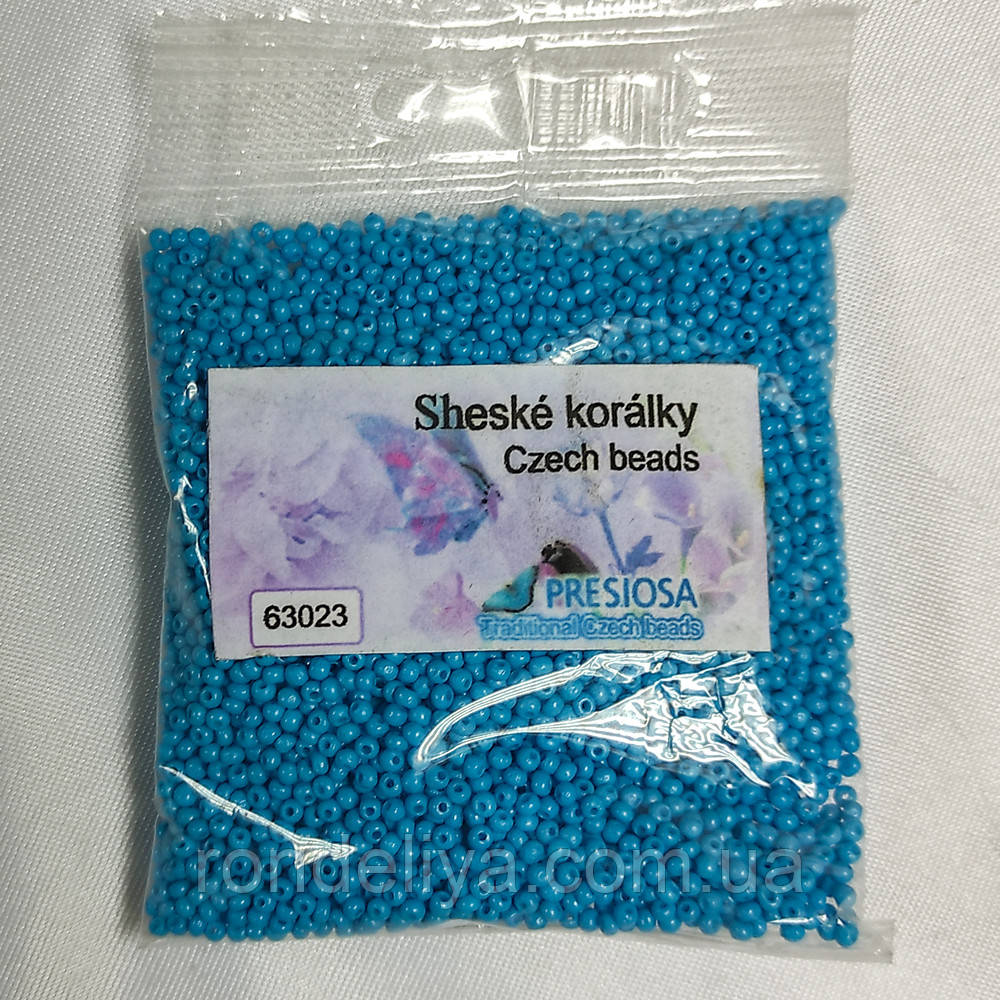 Sheské korálky
Czech beads
PRESIOSA
Traditional Czech beads
63023
rondeliya.com.ua